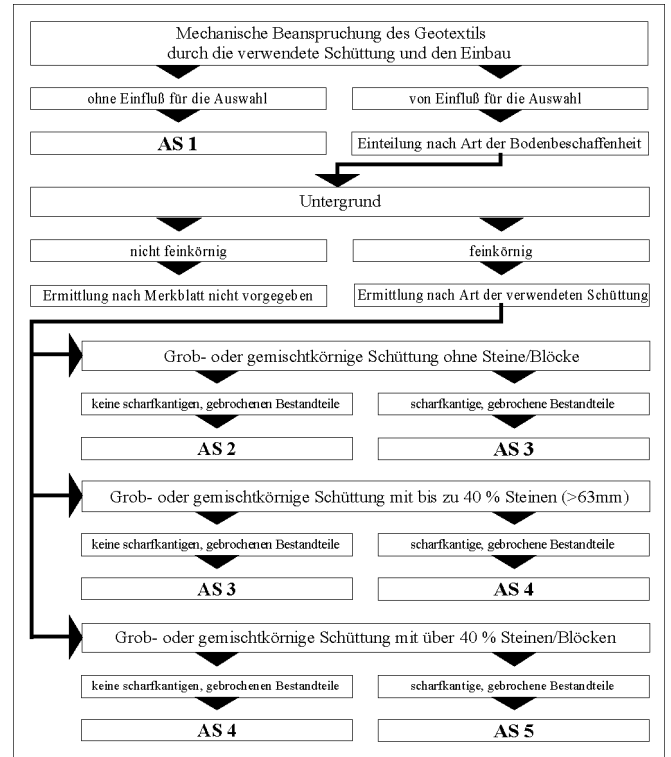 Mechanische Beanspruchung des Geotextils
durch die verwendete Schüttung und den Einbau
ohne Einfluß für die Auswahl
von Einfluß für die Auswahl
AS 1
Einteilung nach Art der Bodenbeschaffenheit
Untergrund
nicht feinkörnig
feinkörnig
Ermittlung nach Merkblatt nicht vorgegeben
Ermittlung nach Art der verwendeten Schüttung
Grob- oder gemischtkörnige Schüttung ohne Steine/Blöcke
keine scharfkantigen, gebrochenen Bestandteile
scharfkantige, gebrochene Bestandteile
AS 2
AS 3
Grob- oder gemischtkörnige Schüttung mit bis zu 40 % Steinen (>63mm)
keine scharfkantigen, gebrochenen Bestandteile
scharfkantige, gebrochene Bestandteile
AS 3
AS 4
Grob- oder gemischtkörnige Schüttung mit über 40 % Steinen/Blöcken
keine scharfkantigen, gebrochenen Bestandteile
scharfkantige, gebrochene Bestandteile
AS 4
AS 5